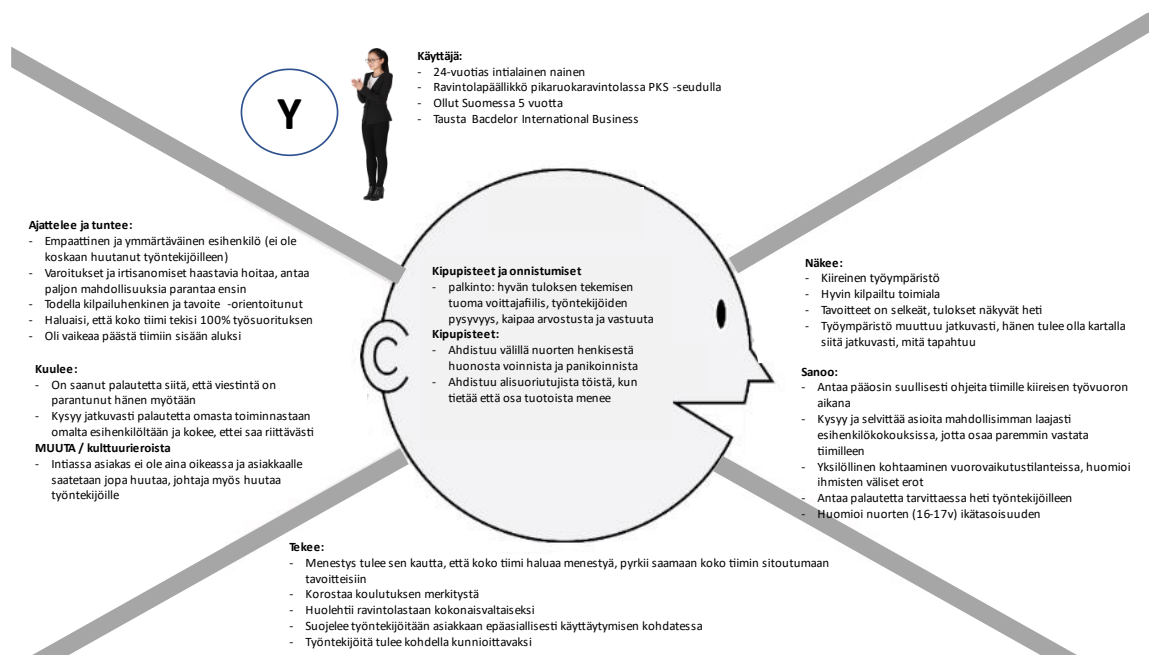 Y
Käyttäjä:
- 24-vuotias intialainen nainen
- Ravintolapäällikkö pikaruokaravintolassa PKS -seudulla
- Ollut Suomessa 5 vuotta
- Tausta Bacdelor International Business
Ajattelee ja tuntee:
- Empaattinen ja ymmärtäväinen esihenkilö (ei ole
koskaan huutanut työntekijöilleen)
- Varoitukset ja irtisanomiset haastavia hoitaa, antaa
paljon mahdollisuuksia parantaa ensin
- Todella kilpailuhenkinen ja tavoite -orientoitunut
- Haluaisi, että koko tiimi tekisi 100% työsuorituksen
- Oli vaikeaa päästä tiimiin sisään aluksi
Kuulee:
- On saanut palautetta siitä, että viestintä on
parantunut hänen myötään
- Kysyy jatkuvasti palautetta omasta toiminnastaan
omalta esihenkilöltään ja kokee, ettei saa riittävästi
MUUTA / kulttuurieroista
- Intiassa asiakas ei ole aina oikeassa ja asiakkaalle
saatetaan jopa huutaa, johtaja myös huutaa
työntekijöille
Kipupisteet ja onnistumiset
- palkinto: hyvän tuloksen tekemisen
tuoma voittajafiilis, työntekijöiden
pysyvyys, kaipaa arvostusta ja vastuuta
Kipupisteet:
- Ahdistuu välillä nuorten henkisestä
huonosta voinnista ja panikoinnista
- Ahdistuu alisuoriutujista töistä, kun
tietää että osa tuotoista menee
Näkee:
- Kiireinen työympäristö
- Hyvin kilpailtu toimiala
- Tavoitteet on selkeät, tulokset näkyvät heti
- Työympäristö muuttuu jatkuvasti, hänen tulee olla kartalla
siitä jatkuvasti, mitä tapahtuu
Sanoo:
- Antaa pääosin suullisesti ohjeita tiimille kiireisen työvuoron
aikana
- Kysyy ja selvittää asioita mahdollisimman laajasti
esihenkilökokouksissa, jotta osaa paremmin vastata
tiimilleen
- Yksilöllinen kohtaaminen vuorovaikutustilanteissa, huomioi
ihmisten väliset erot
- Antaa palautetta tarvittaessa heti työntekijöilleen
- Huomioi nuorten (16-17v) ikätasoisuuden
Tekee:
- Menestys tulee sen kautta, että koko tiimi haluaa menestyä, pyrkii saamaan koko tiimin sitoutumaan
tavoitteisiin
- Korostaa koulutuksen merkitystä
- Huolehtii ravintolastaan kokonaisvaltaiseksi
- Suojelee työntekijöitään asiakkaan epäasiallisesti käyttäytymisen kohdatessa
- Työntekijöitä tulee kohdella kunnioittavaksi